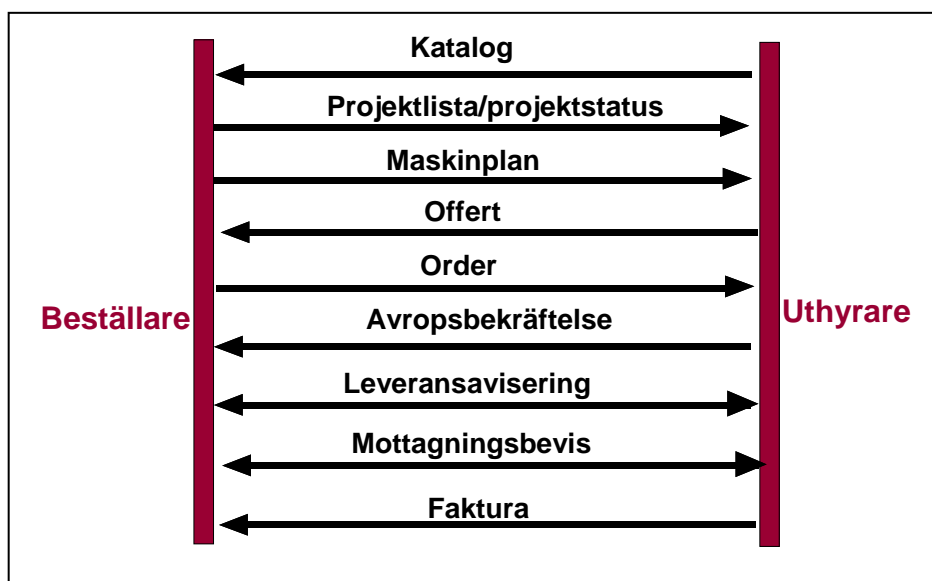 Katalog
Projektlista/projektstatus
Maskinplan
Offert
Order
Beställare
Uthyrare
Avropsbekräftelse
Leveransavisering
Mottagningsbevis
Faktura